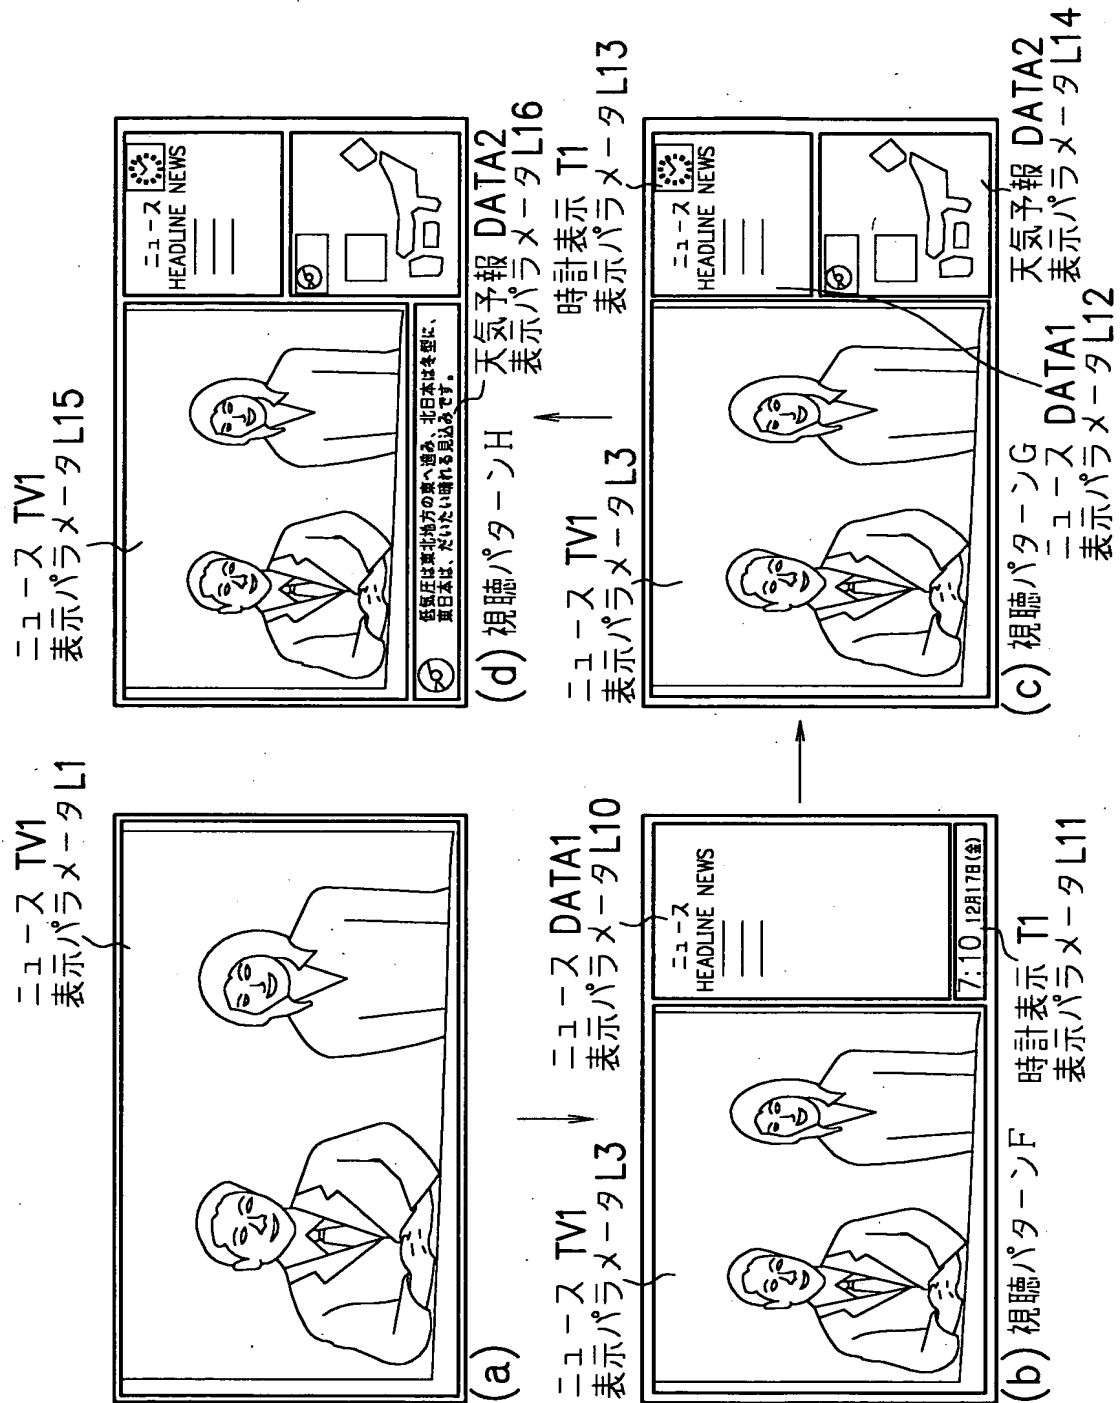 ニュース TV1
表示パラメータL1
(a)
ニュース TV1
表示パラメータL3
ニュース DATA1
表示パラメータL10
ニュース
HEADLINE NEWS
7:10 12月17日(金)
時計表示 T1
表示パラメータL11
(b) 視聴パターンF
ニュース TV1
表示パラメータL3
時計表示 T1
表示パラメータL13
ニュース
HEADLINE NEWS
天気予報 DATA2
表示パラメータL14
ニュース DATA1
表示パラメータL12
(c) 視聴パターンG
ニュース TV1
表示パラメータL15
ニュース
HEADLINE NEWS
低気圧は東北地方の東へ進み、北日本は冬型に、
東日本は、だいたい晴れる見込みです。
天気予報 DATA2
表示パラメータL16
(d) 視聴パターンH